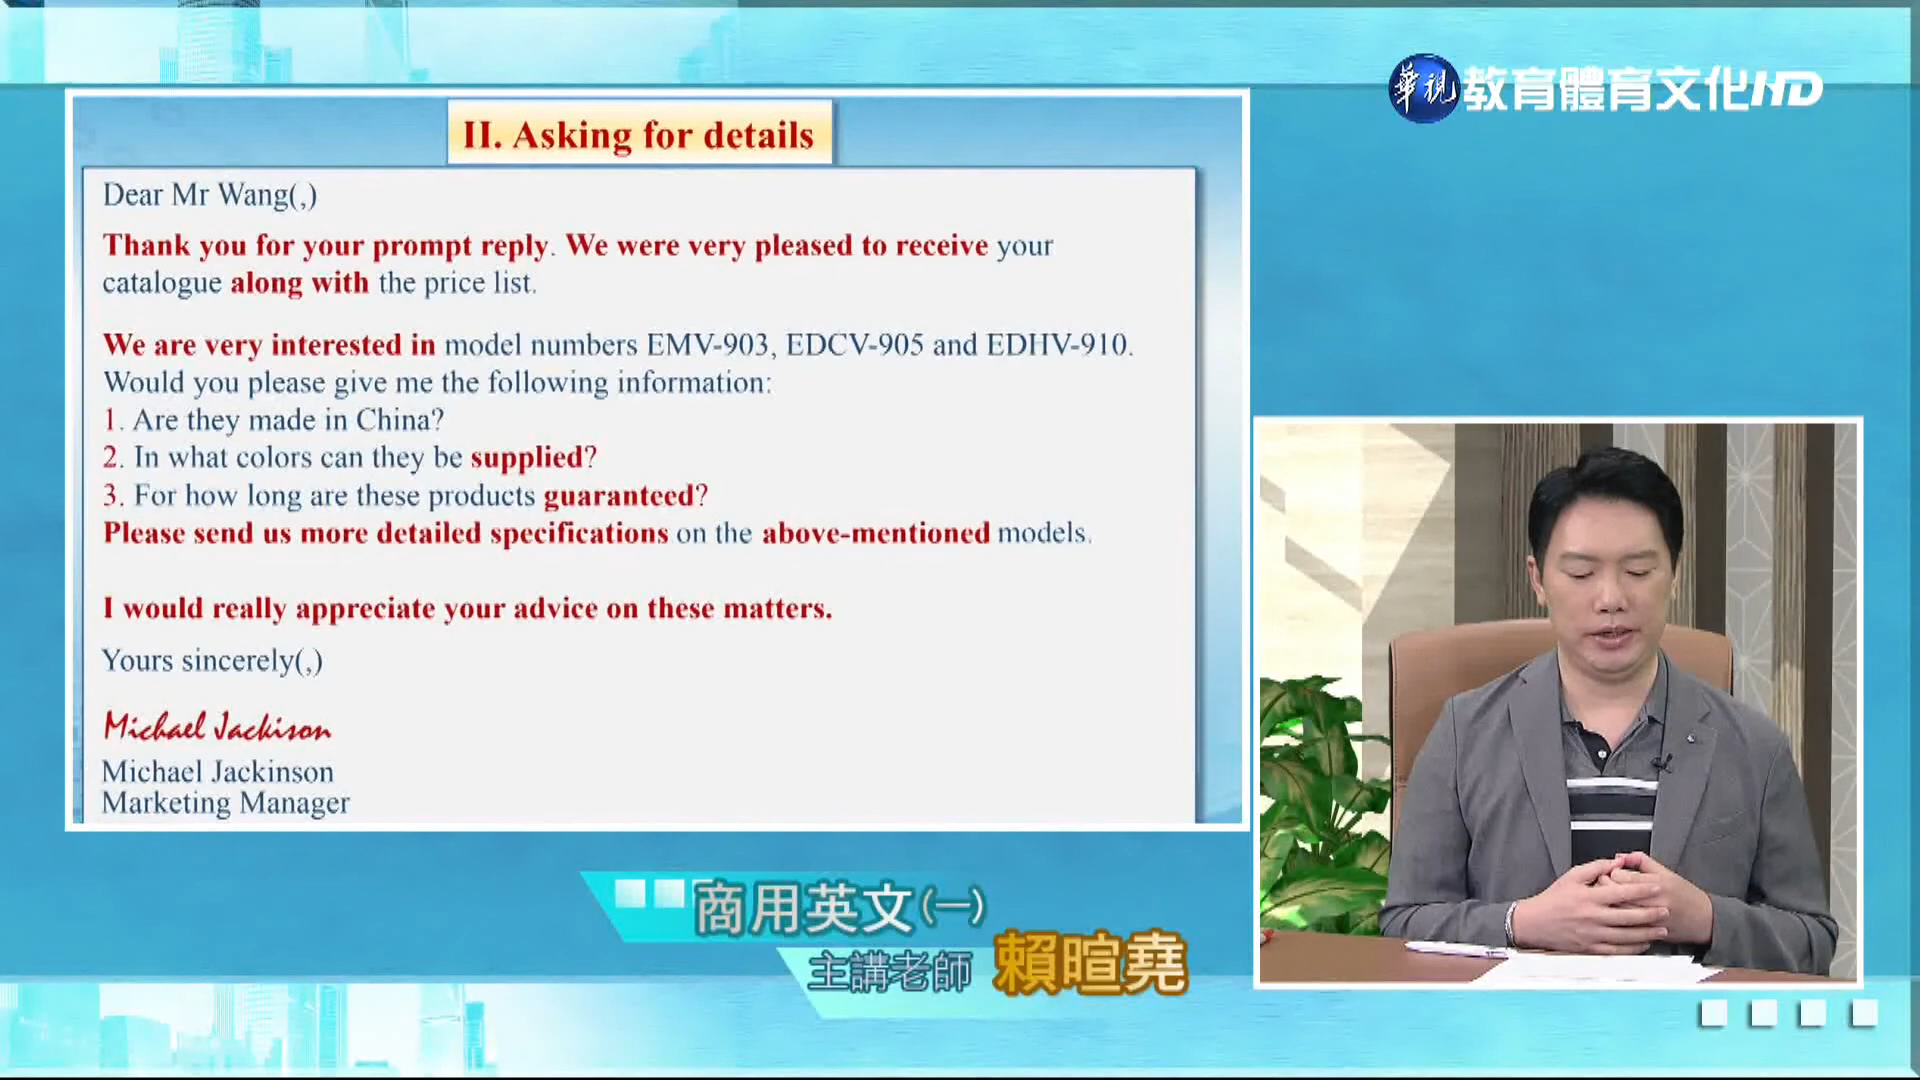 華視 教育體育文化HD
II. Asking for details
Dear Mr Wang(,)
Thank you for your prompt reply. We were very pleased to receive your
catalogue along with the price list.
We are very interested in model numbers EMV-903, EDCV-905 and EDHV-910.
Would you please give me the following information:
1. Are they made in China?
2. In what colors can they be supplied?
3. For how long are these products guaranteed?
Please send us more detailed specifications on the above-mentioned models.
I would really appreciate your advice on these matters.
Yours sincerely(,)
Michael Jackison
Michael Jackinson
Marketing Manager
商用英文(一)
主講老師 賴暄堯